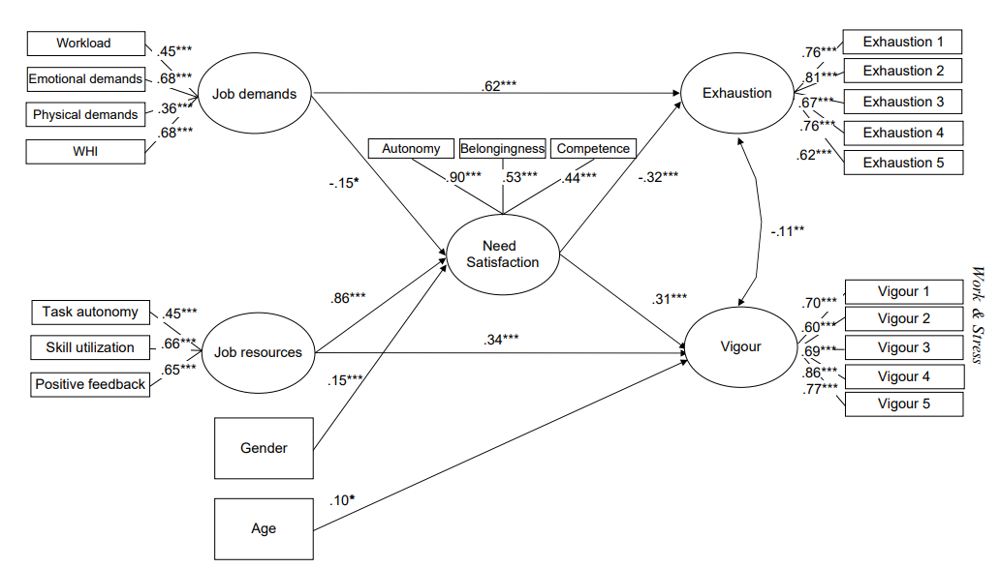 Workload
Emotional demands
Physical demands
WHI
.45***
.68***
.36***
.68***
Job demands
.62***
Exhaustion
.76***
.81***
.67***
.76***
.62***
Exhaustion 1
Exhaustion 2
Exhaustion 3
Exhaustion 4
Exhaustion 5
Autonomy
Belongingness
Competence
.90***
.53***
.44***
-.15*
-.32***
Need
Satisfaction
-.11**
.86***
.31***
Task autonomy
Skill utilization
Positive feedback
.45***
.66***
.65***
Job resources
.34***
Vigour
.70***
.60***
.69***
.86***
.77***
Vigour 1
Vigour 2
Vigour 3
Vigour 4
Vigour 5
.15***
Gender
.10*
Age
Work & Stress